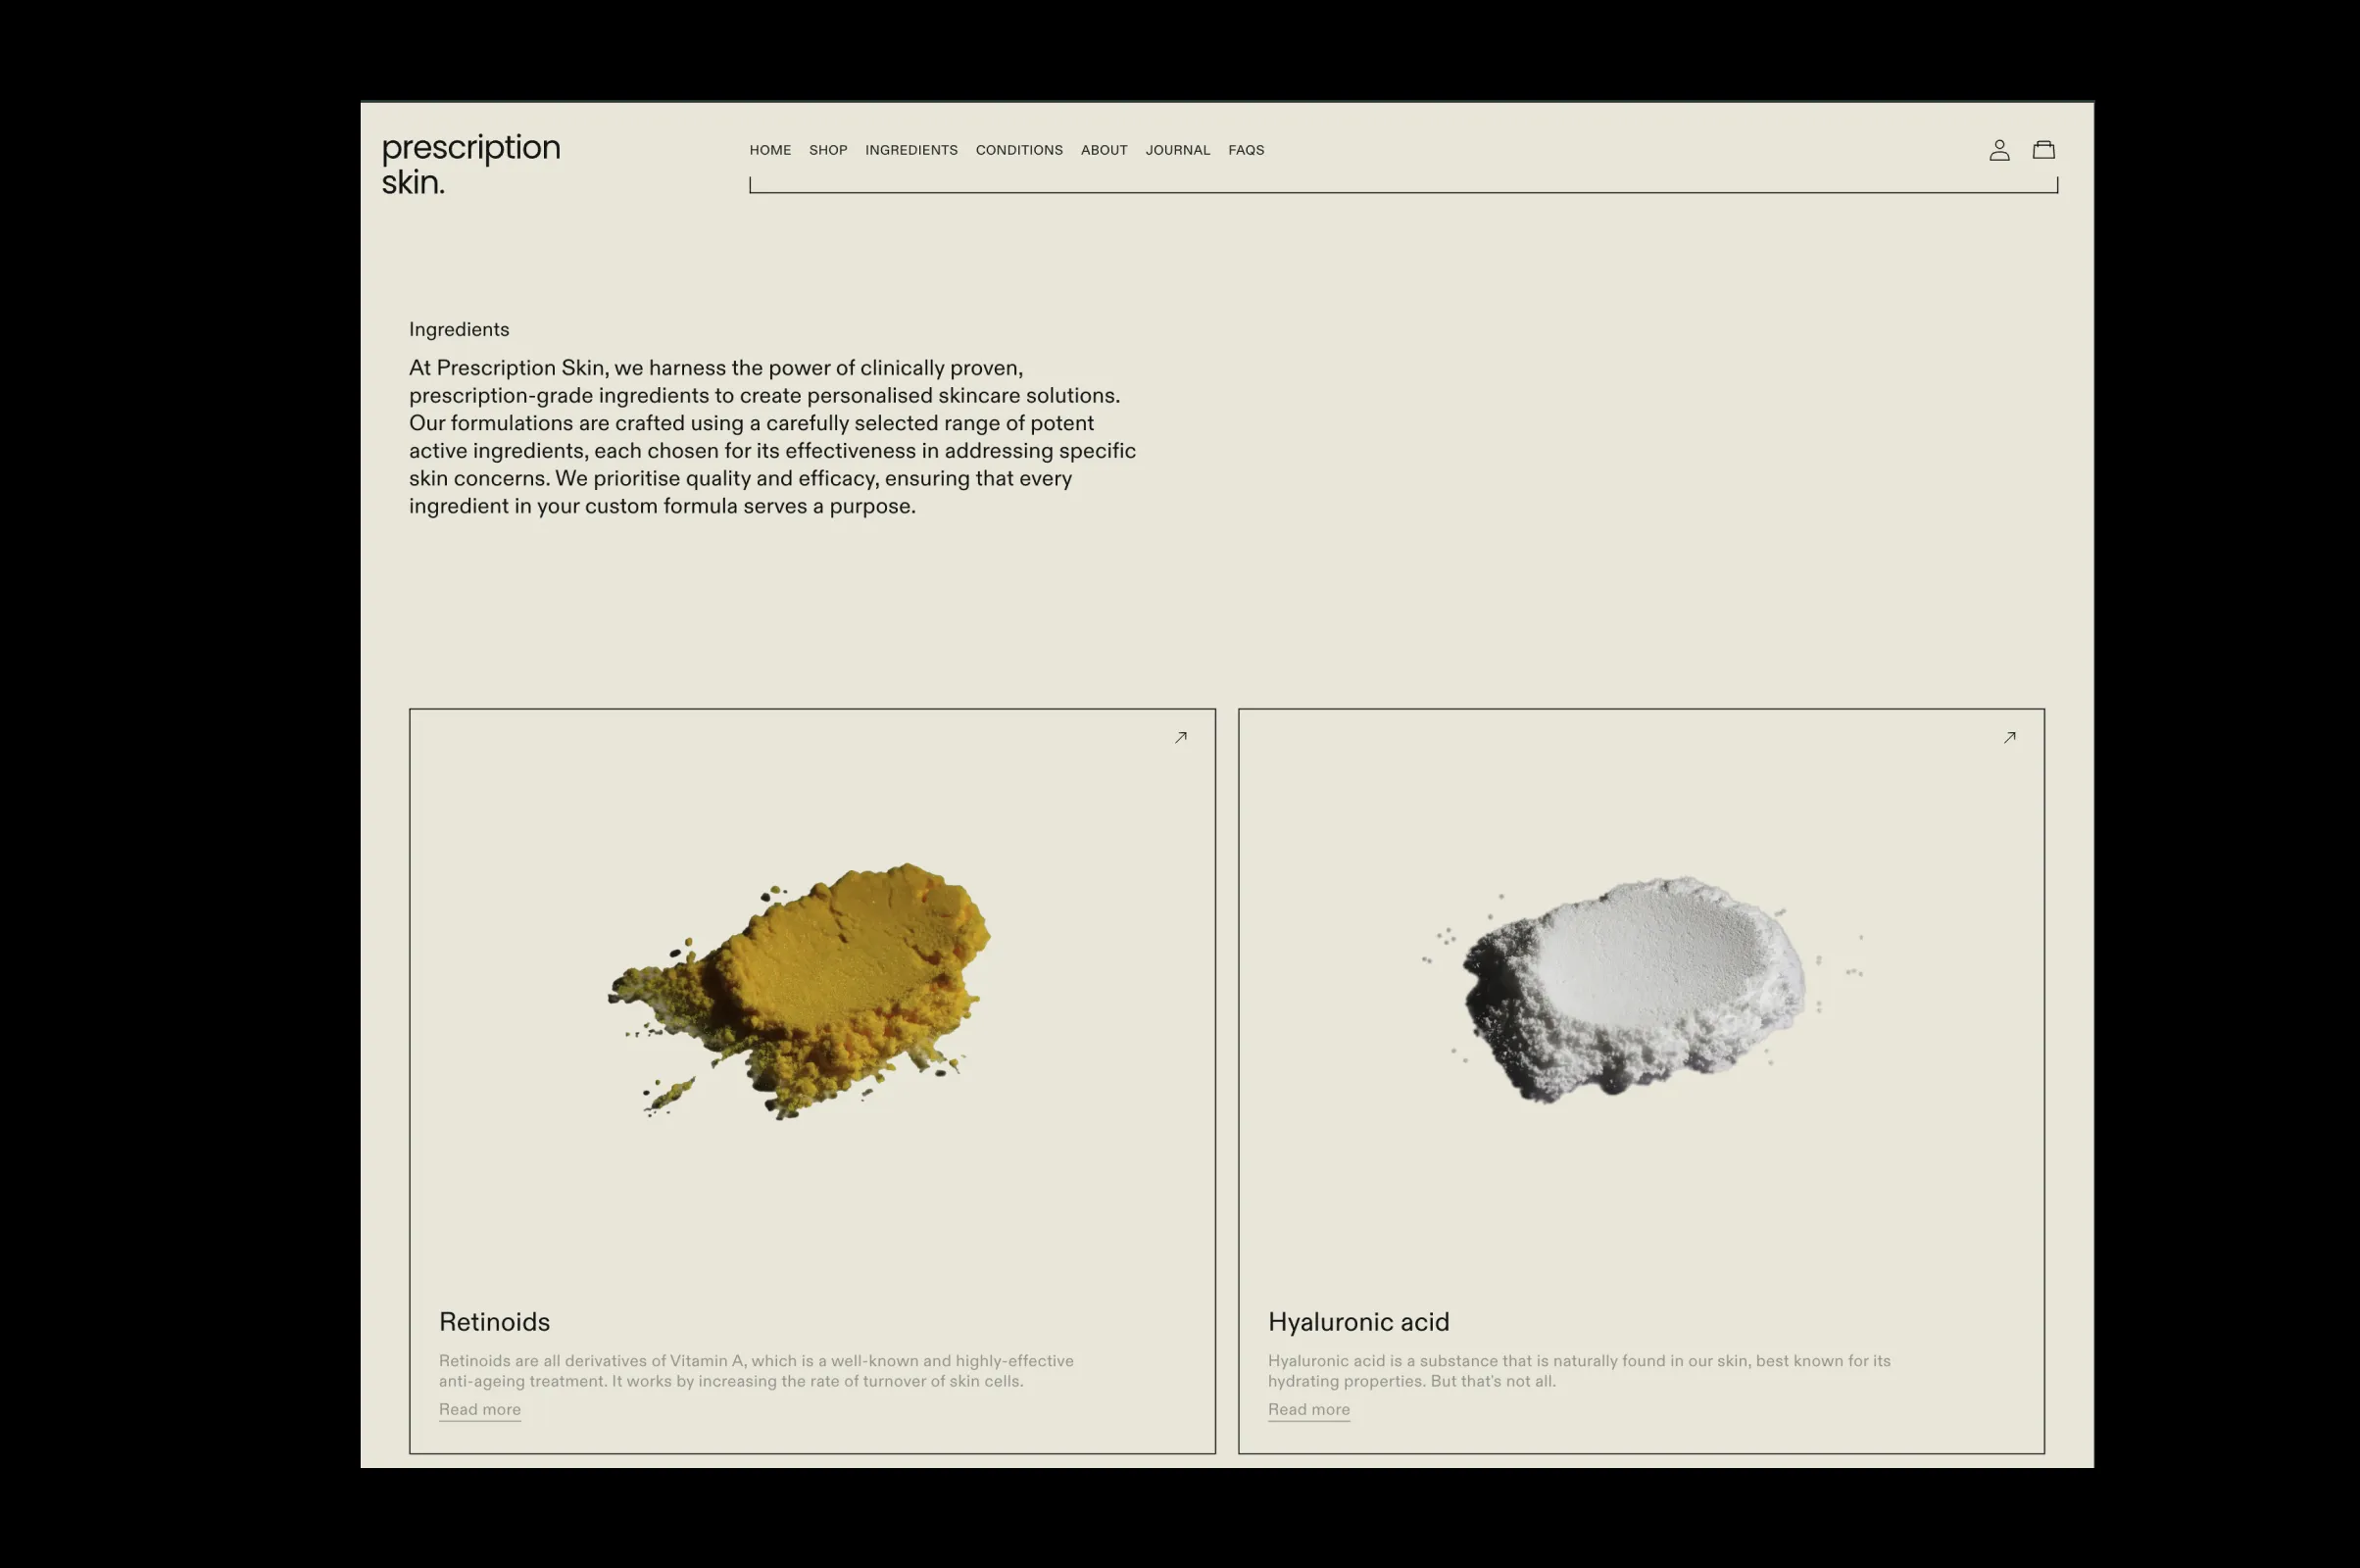 prescription
skin.
HOME SHOP INGREDIENTS CONDITIONS ABOUT JOURNAL FAQS
Ingredients
At Prescription Skin, we harness the power of clinically proven,
prescription-grade ingredients to create personalised skincare solutions.
Our formulations are crafted using a carefully selected range of potent
active ingredients, each chosen for its effectiveness in addressing specific
skin concerns. We prioritise quality and efficacy, ensuring that every
ingredient in your custom formula serves a purpose.
Retinoids
Retinoids are all derivatives of Vitamin A, which is a well-known and highly-effective
anti-ageing treatment. It works by increasing the rate of turnover of skin cells.
Read more
Hyaluronic acid
Hyaluronic acid is a substance that is naturally found in our skin, best known for its
hydrating properties. But that's not all.
Read more